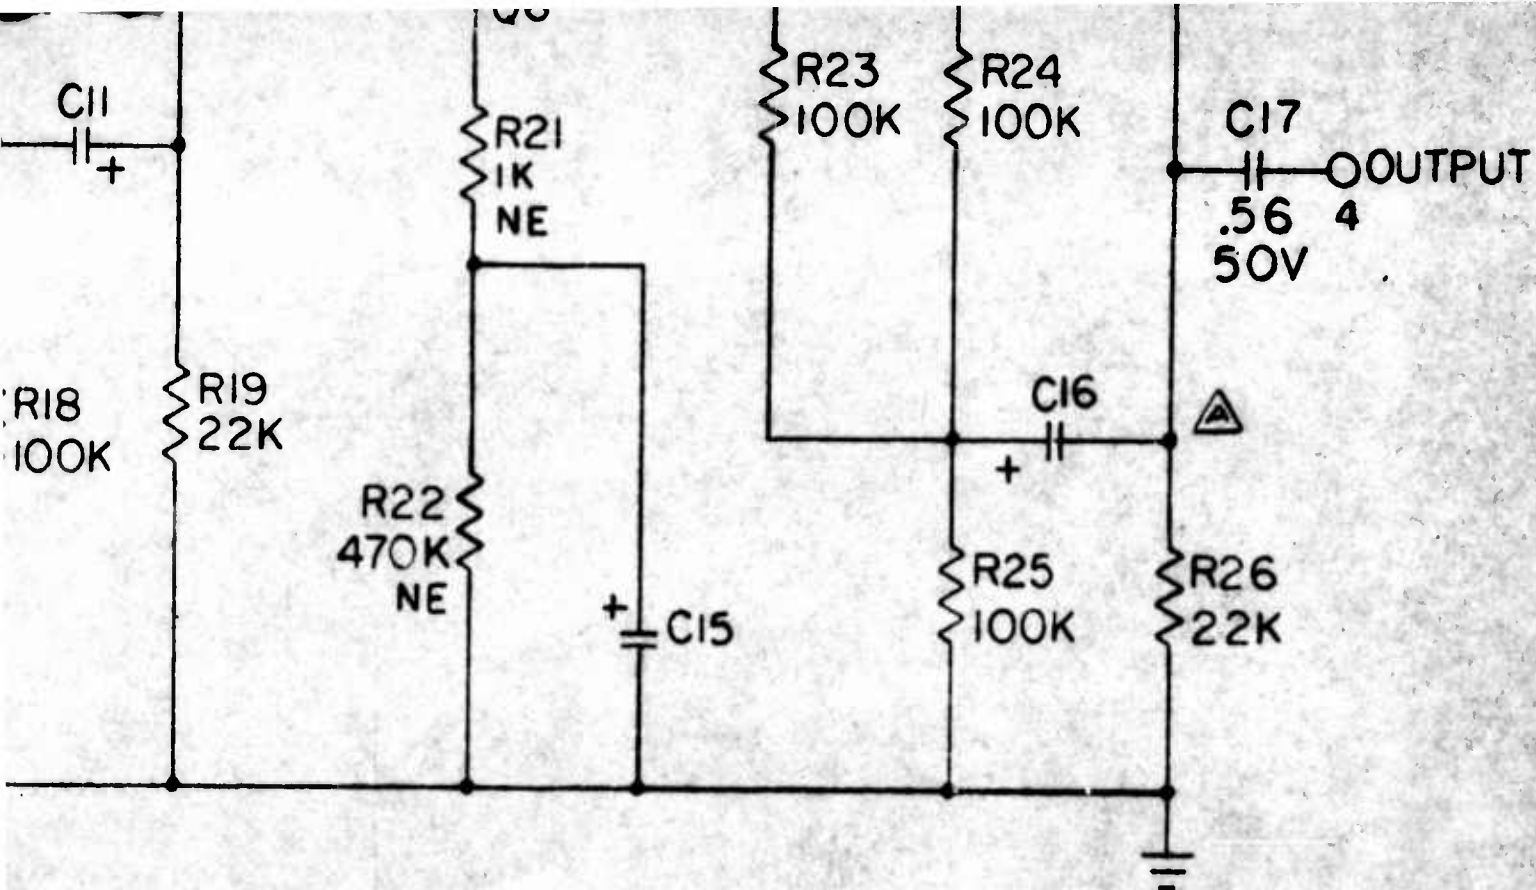 C11
+
R18
100K
R19
22K
R21
1K
NE
R22
470K
NE
+
C15
R23
100K
R24
100K
C16
+
R25
100K
R26
22K
A
C17
.56
50V
OUTPUT
4